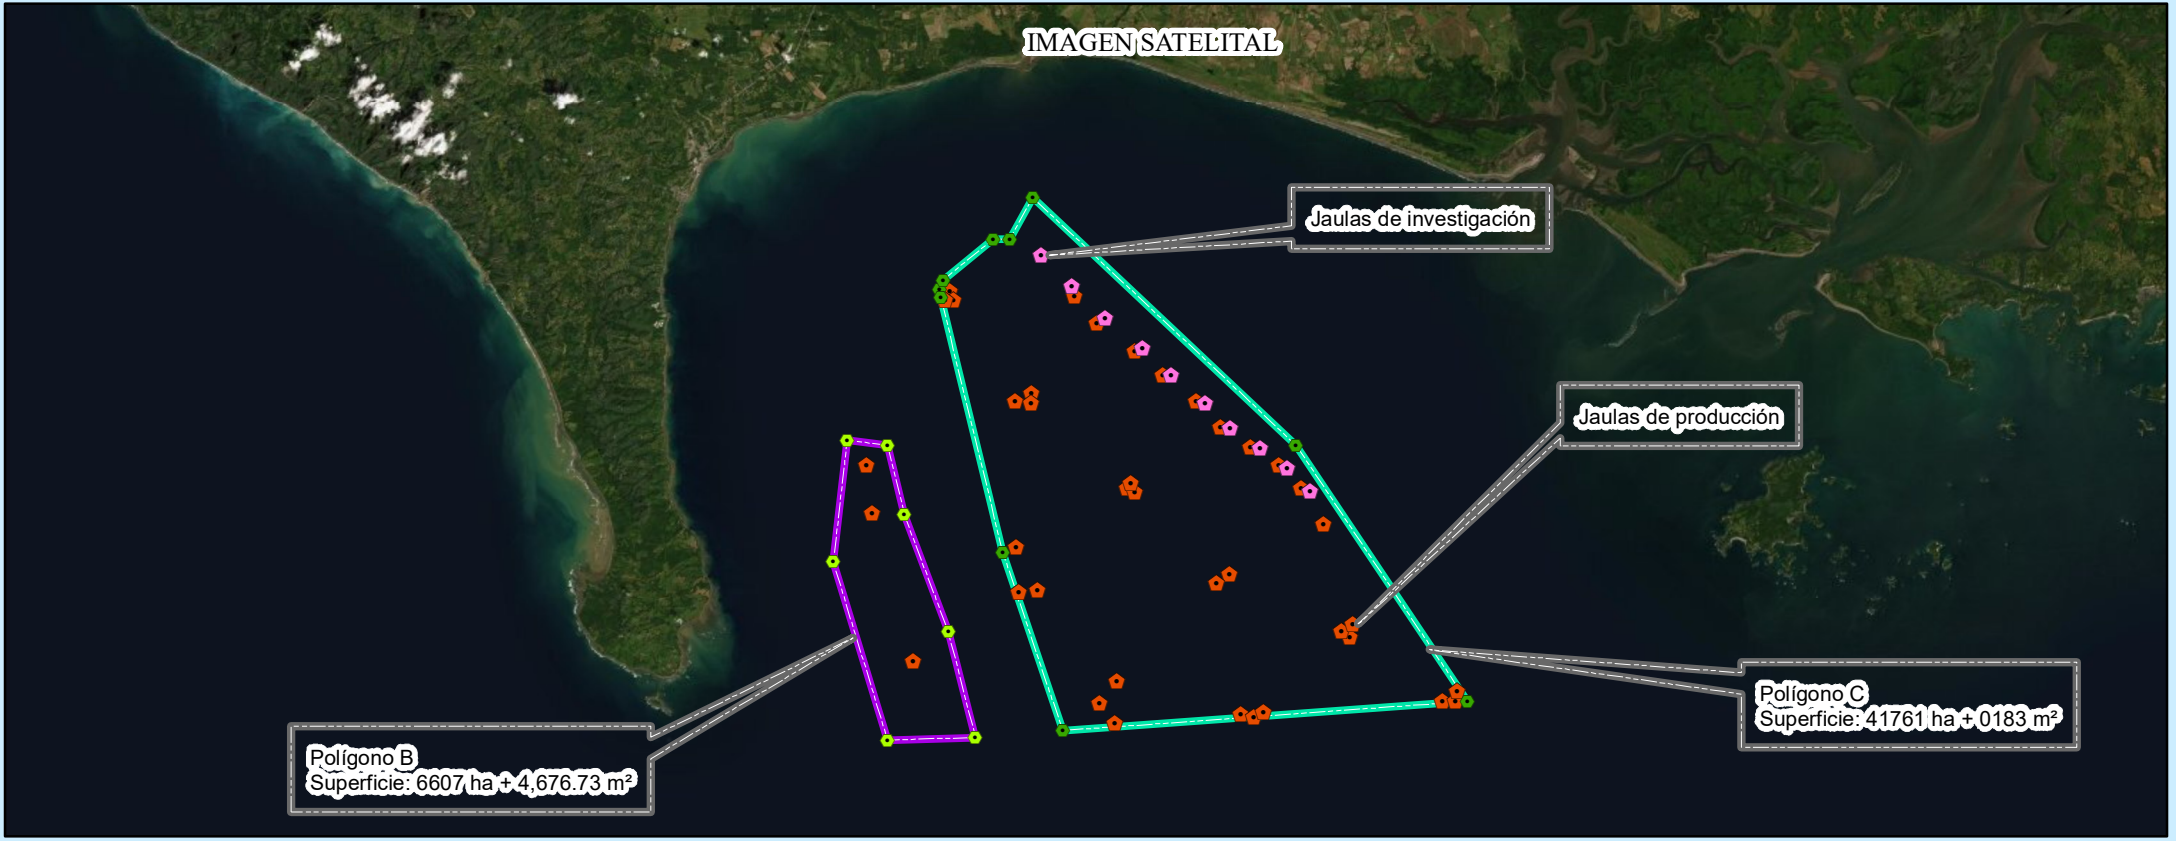 IMAGEN SATELITAL
Jaulas de investigación
Jaulas de producción
Polígono C
Superficie: 41761 ha + 0183 m²
Polígono B
Superficie: 6607 ha + 4,676.73 m²